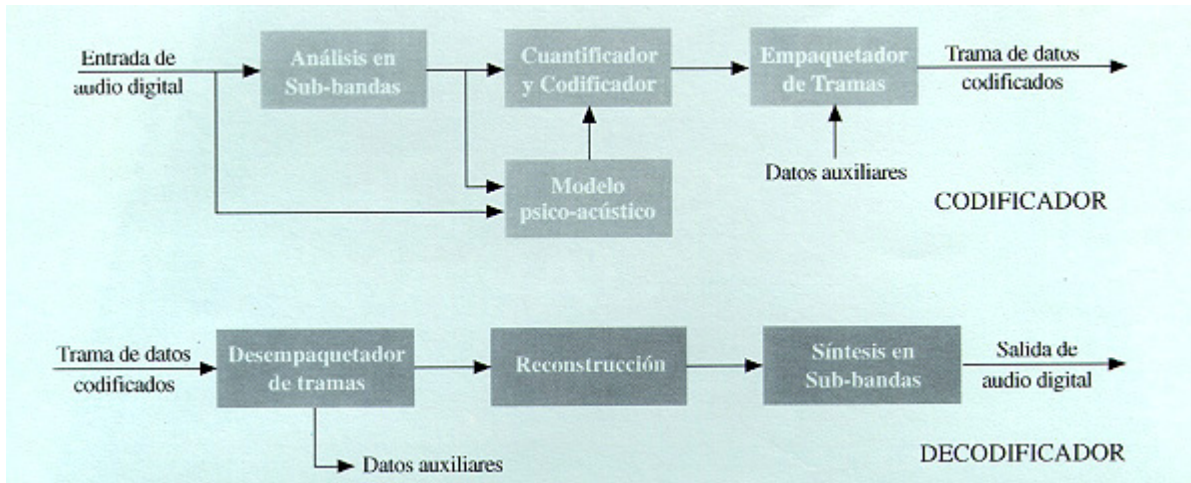 Entrada de
audio digital
Análisis en
Sub-bandas
Cuantificador
y Codificador
Empaquetador
de Tramas
Trama de datos
codificados
Modelo
psico-acústico
Datos auxiliares
CODIFICADOR
Trama de datos
codificados
Desempaquetador
de tramas
Reconstrucción
Síntesis en
Sub-bandas
Salida de
audio digital
Datos auxiliares
DECODIFICADOR